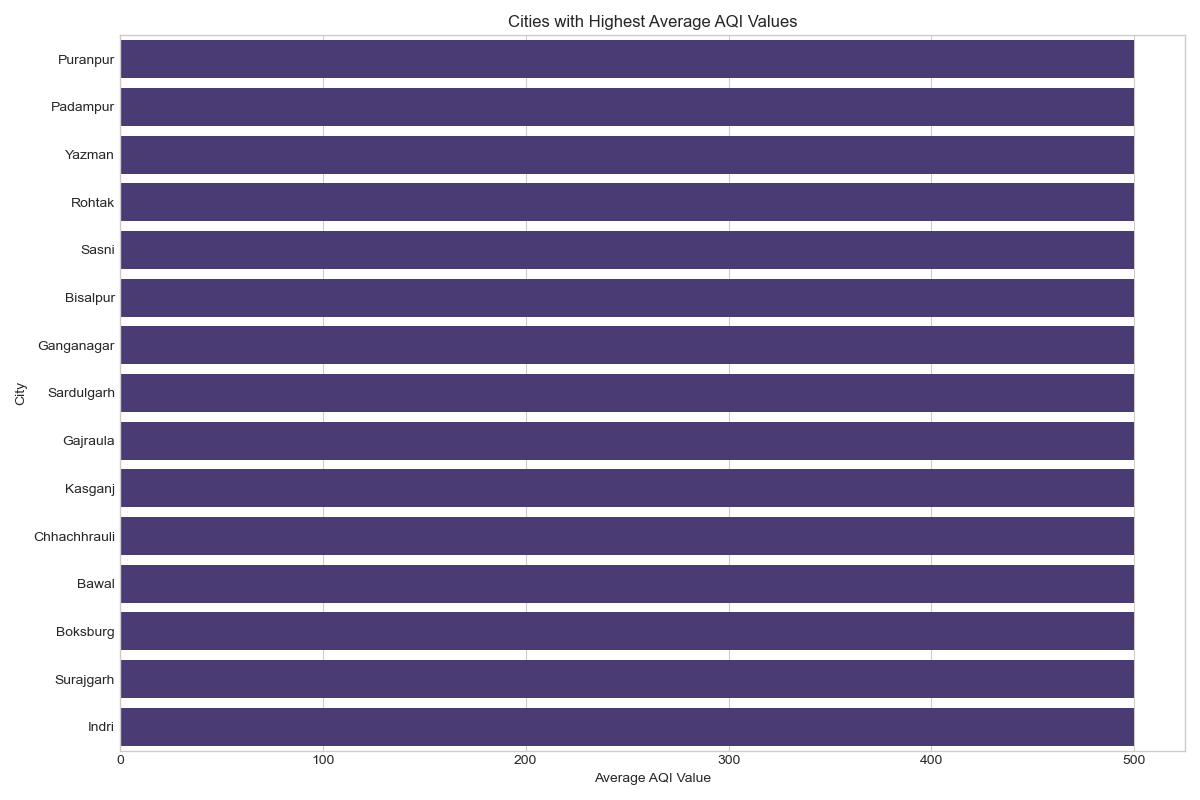 Cities with Highest Average AQI Values
City
Puranpur
Padampur
Yazman
Rohtak
Sasni
Bisalpur
Ganganagar
Sardulgarh
Gajraula
Kasganj
Chhachhrauli
Bawal
Boksburg
Surajgarh
Indri
0 100 200 300 400 500
Average AQI Value